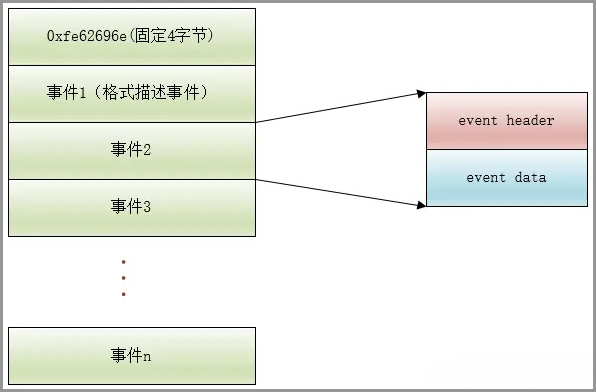 0xfe62696e(固定4字节)
事件1（格式描述事件）
事件2
事件3
事件n
event header
event data